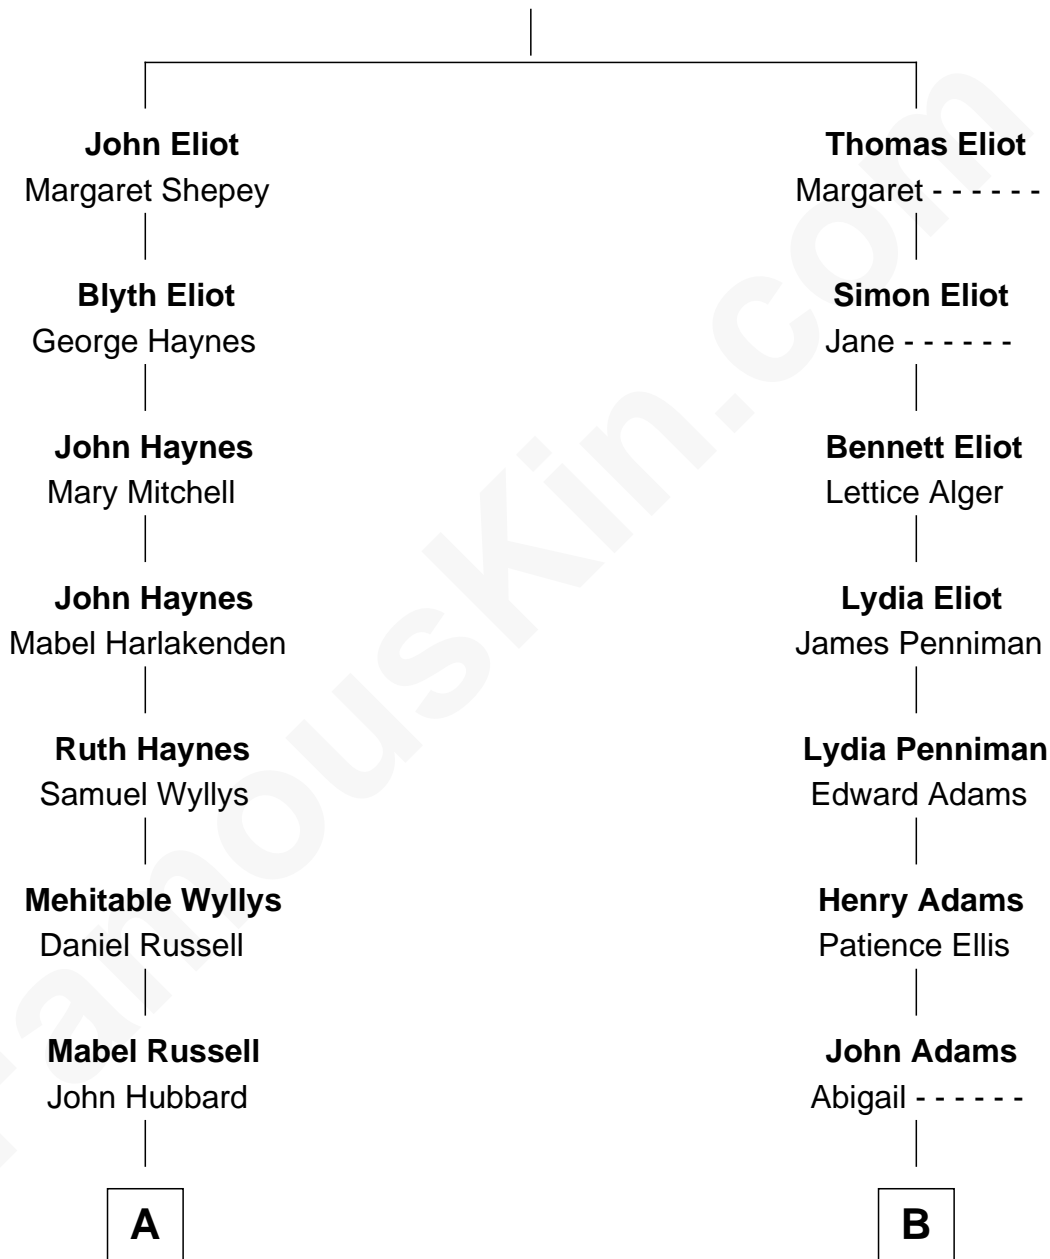 John Eliot
Margaret Shepey
Blyth Eliot
George Haynes
John Haynes
Mary Mitchell
John Haynes
Mabel Harlakenden
Ruth Haynes
Samuel Wyllys
Mehitable Wyllys
Daniel Russell
Mabel Russell
John Hubbard
A
Thomas Eliot
Margaret - - - - - -
Simon Eliot
Jane - - - - - -
Bennett Eliot
Lettice Alger
Lydia Eliot
James Penniman
Lydia Penniman
Edward Adams
Henry Adams
Patience Ellis
John Adams
Abigail - - - - - -
B
FamousKin.com